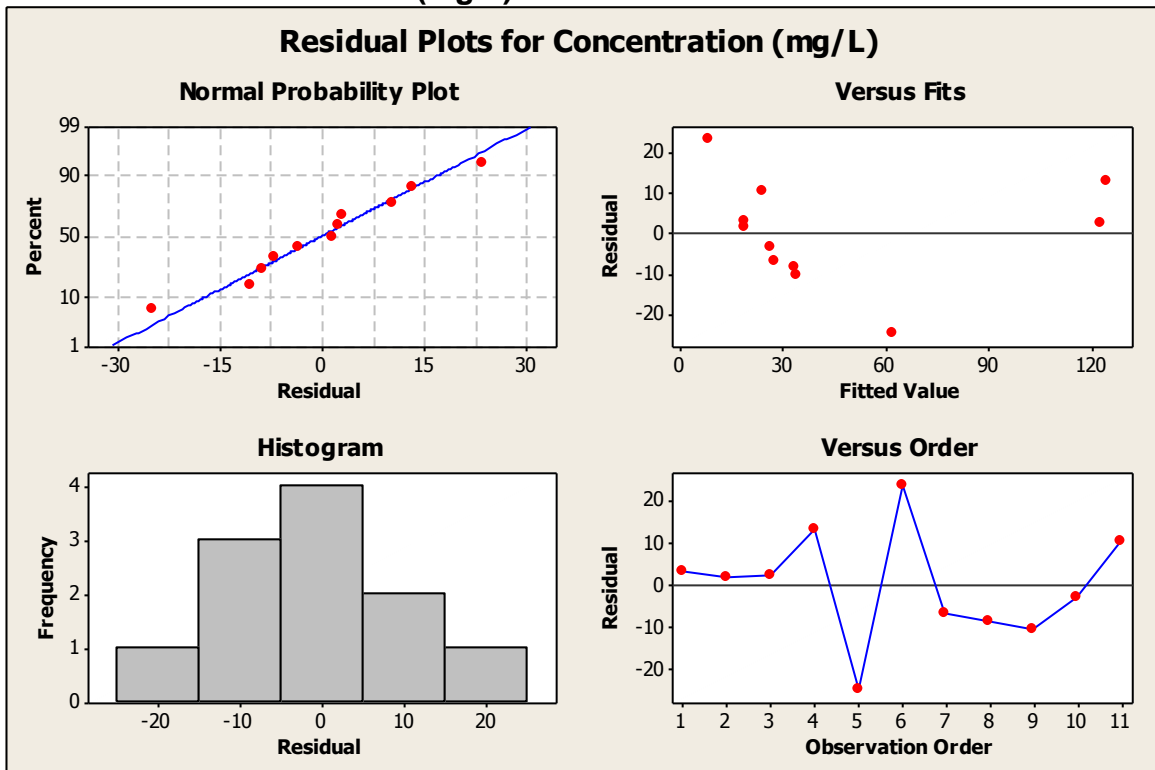 Residual Plots for Concentration (mg/L)
Normal Probability Plot
99
90
50
10
1
Percent
-30 -15 0 15 30
Residual
Versus Fits
20
10
0
-10
-20
Residual
0 30 60 90 120
Fitted Value
Histogram
4
3
2
1
0
Frequency
-20 -10 0 10 20
Residual
Versus Order
20
10
0
-10
-20
Residual
1 2 3 4 5 6 7 8 9 10 11
Observation Order